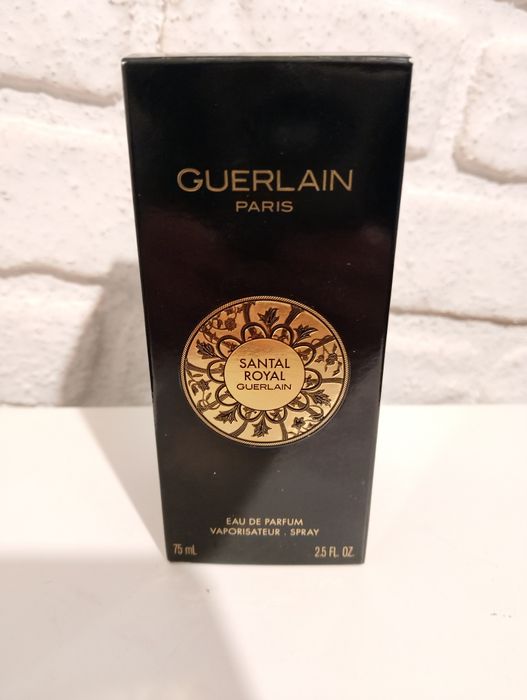 GUERLAIN
PARIS
SANTAL
ROYAL
GUERLAIN
EAU DE PARFUM
VAPORISATEUR . SPRAY
75 mL 2.5 FL. OZ.